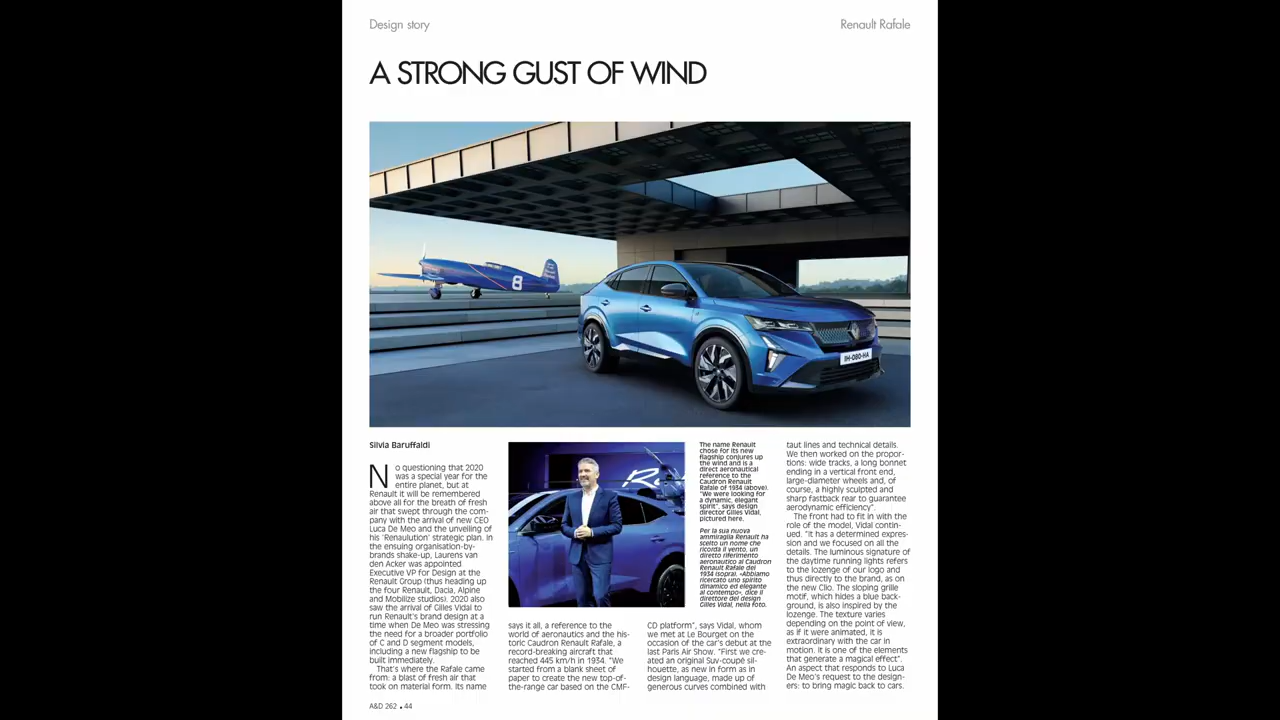 Design story
Renault Rafale
A STRONG GUST OF WIND
8
IH-080-HA
Silvia Baruffaldi
No questioning that 2020
was a special year for the
entire planet, but at
Renault it will be remembered
above all for the breath of fresh
air that swept through the com-
pany with the arrival of new CEO
Luca De Meo and the unveiling of
his 'Renaulution' strategic plan. In
the ensuing organisation-by-
brands shake-up, Laurens van
den Acker was appointed
Executive VP for Design at the
Renault Group (thus heading up
the four Renault, Dacia, Alpine
and Mobilize studios). 2020 also
saw the arrival of Gilles Vidal to
run Renault's brand design at a
time when De Meo was stressing
the need for a broader portfolio
of C and D segment models,
including a new flagship to be
built immediately.
That's where the Rafale came
from: a blast of fresh air that
took on material form. Its name
The name Renault
chose for its new
flagship conjures up
the wind and is a
direct aeronautical
reference to the
Caudron Renault
Rafale of 1934 (above).
"We were looking for
a dynamic, elegant
spirit", says design
director Gilles Vidal,
pictured here.
Per la sua nuova
ammiraglia Renault ha
scelto un nome che
ricorda il vento, un
diretto riferimento
aeronautico al Caudron
Renault Rafale del
1934 (sopra). «Abbiamo
ricercato uno spirito
dinamico ed elegante
al contempo», dice il
direttore del design
Gilles Vidal, nella foto.
says it all, a reference to the
world of aeronautics and the his-
toric Caudron Renault Rafale, a
record-breaking aircraft that
reached 445 km/h in 1934. "We
started from a blank sheet of
paper to create the new top-of-
the-range car based on the CMF-
CD platform", says Vidal, whom
we met at Le Bourget on the
occasion of the car's debut at the
last Paris Air Show. "First we cre-
ated an original Suv-coupé sil-
houette, as new in form as in
design language, made up of
generous curves combined with
taut lines and technical details.
We then worked on the propor-
tions: wide tracks, a long bonnet
ending in a vertical front end,
large-diameter wheels and, of
course, a highly sculpted and
sharp fastback rear to guarantee
aerodynamic efficiency".
The front had to fit in with the
role of the model, Vidal contin-
ued. "It has a determined expres-
sion and we focused on all the
details. The luminous signature of
the daytime running lights refers
to the lozenge of our logo and
thus directly to the brand, as on
the new Clio. The sloping grille
motif, which hides a blue back-
ground, is also inspired by the
lozenge. The texture varies
depending on the point of view,
as if it were animated, it is
extraordinary with the car in
motion. It is one of the elements
that generate a magical effect".
An aspect that responds to Luca
De Meo's request to the design-
ers: to bring magic back to cars.
A&D 262 • 44